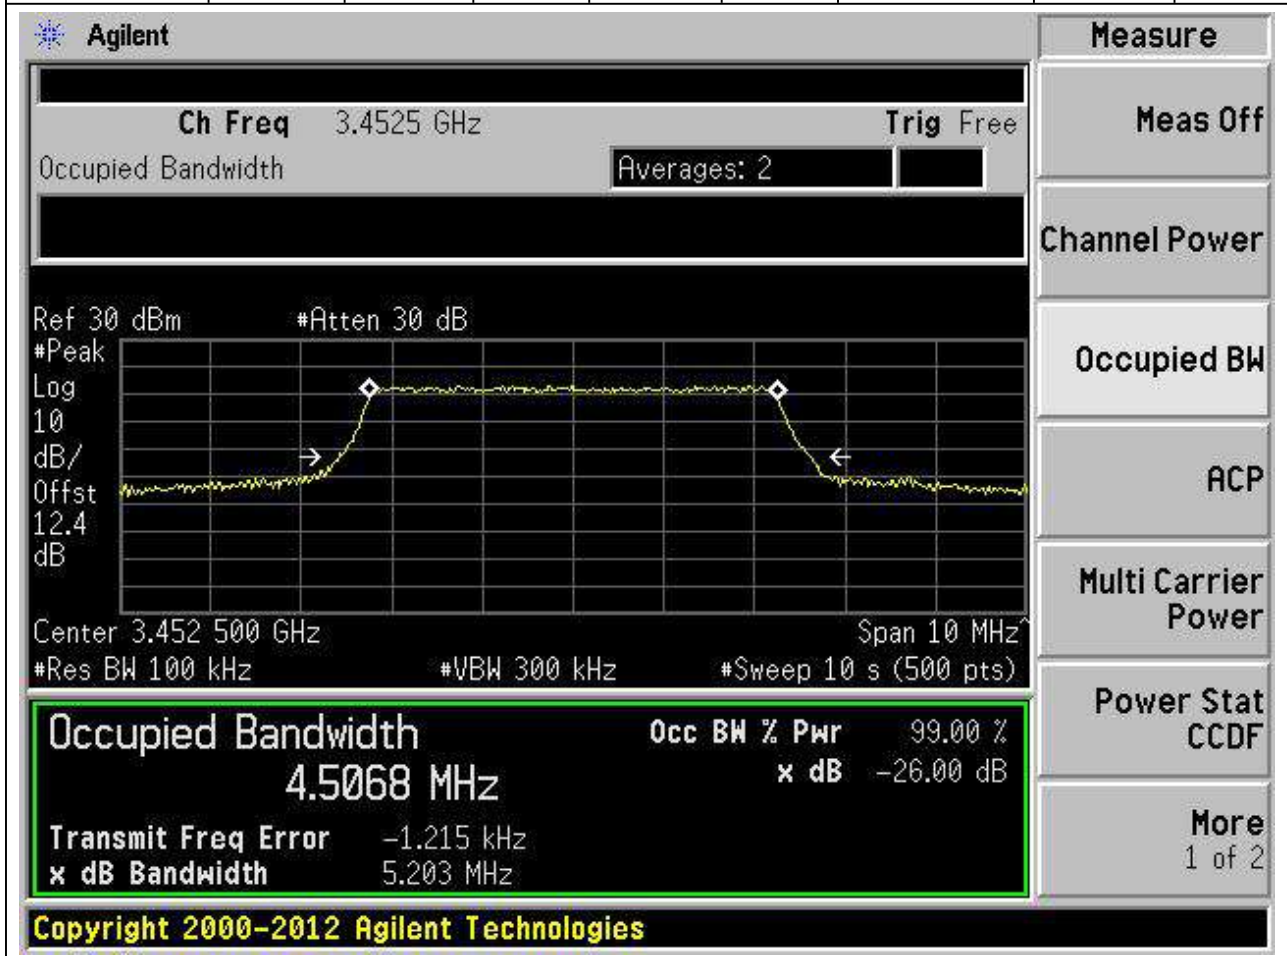 Agilent
Ch Freq 3.4525 GHz Trig Free
Occupied Bandwidth Averages: 2
Ref 30 dBm #Atten 30 dB
#Peak
Log
10
dB/
Offst
12.4
dB
Center 3.452 500 GHz Span 10 MHz^
#Res BW 100 kHz #VBW 300 kHz #Sweep 10 s (500 pts)
Occupied Bandwidth Occ BW % Pwr 99.00 %
4.5068 MHz x dB -26.00 dB
Transmit Freq Error -1.215 kHz
x dB Bandwidth 5.203 MHz
Copyright 2000-2012 Agilent Technologies
Measure
Meas Off
Channel Power
Occupied BW
ACP
Multi Carrier
Power
Power Stat
CCDF
More
1 of 2